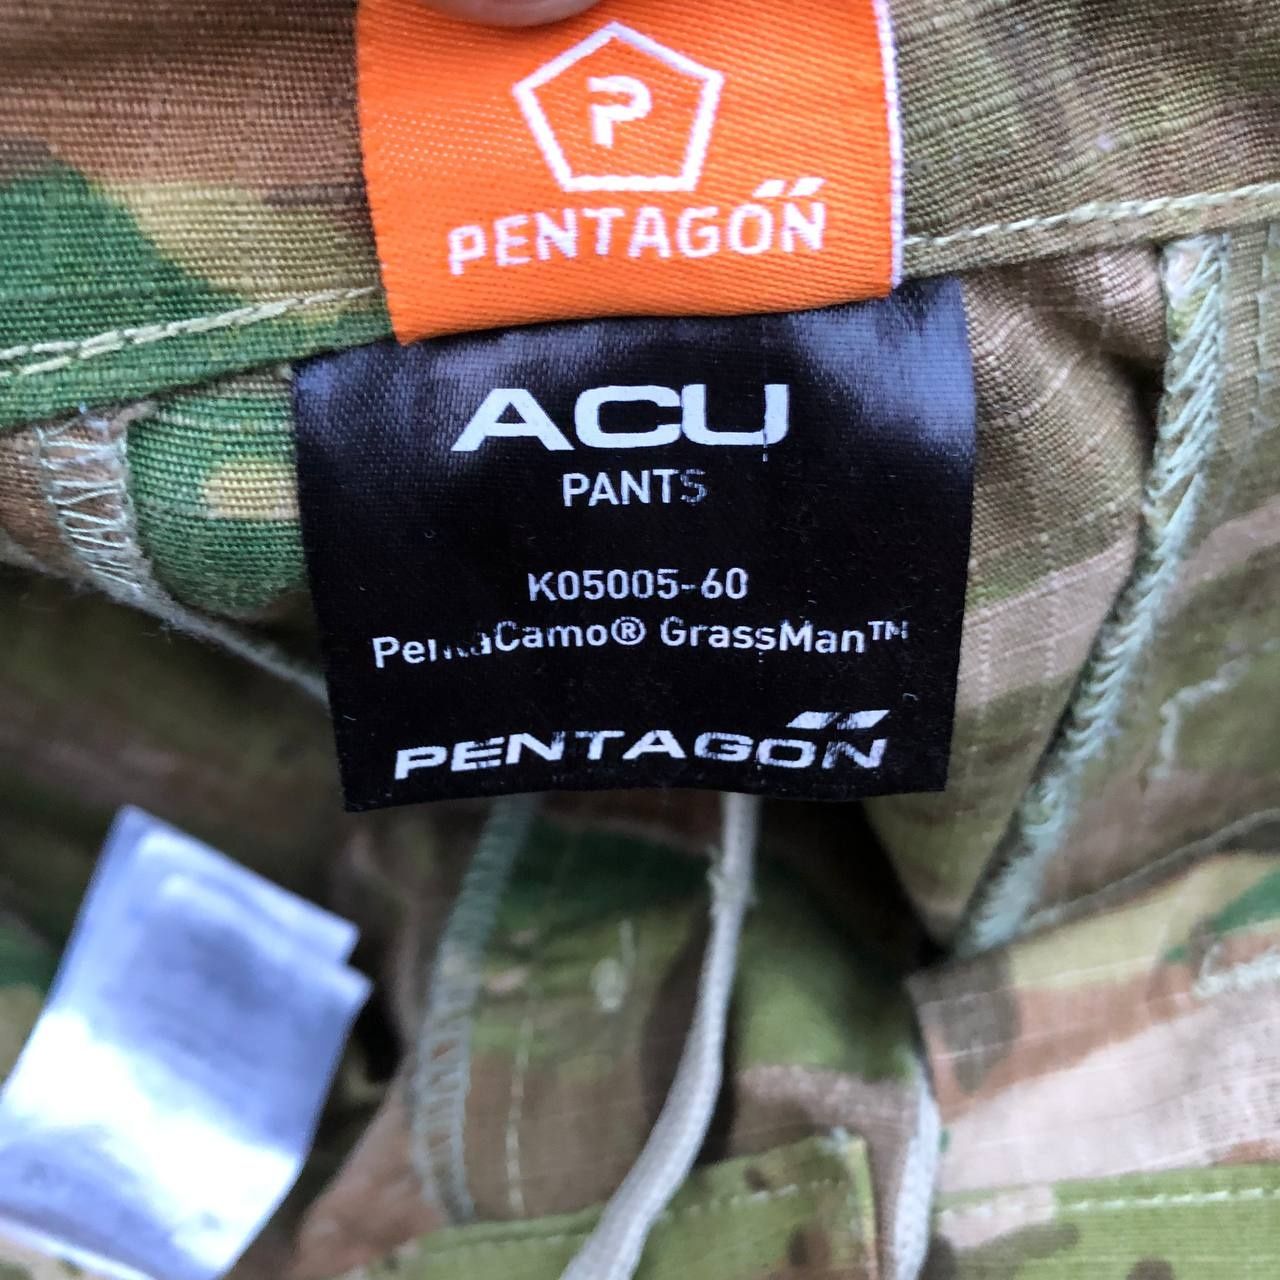 P
PENTAGON
ACU
PANTS
K05005-60
PentaCamo® GrassMan™
PENTAGON